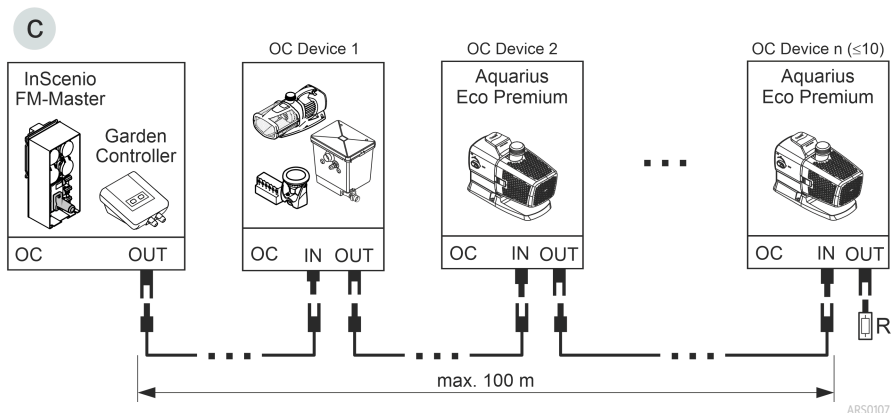 C
OC Device 1
OC Device 2
OC Device n (≤10)
InScenio
FM-Master
Garden
Controller
Aquarius
Eco Premium
Aquarius
Eco Premium
OC OUT
OC IN OUT
OC IN OUT
OC IN OUT
R
max. 100 m
ARS0107